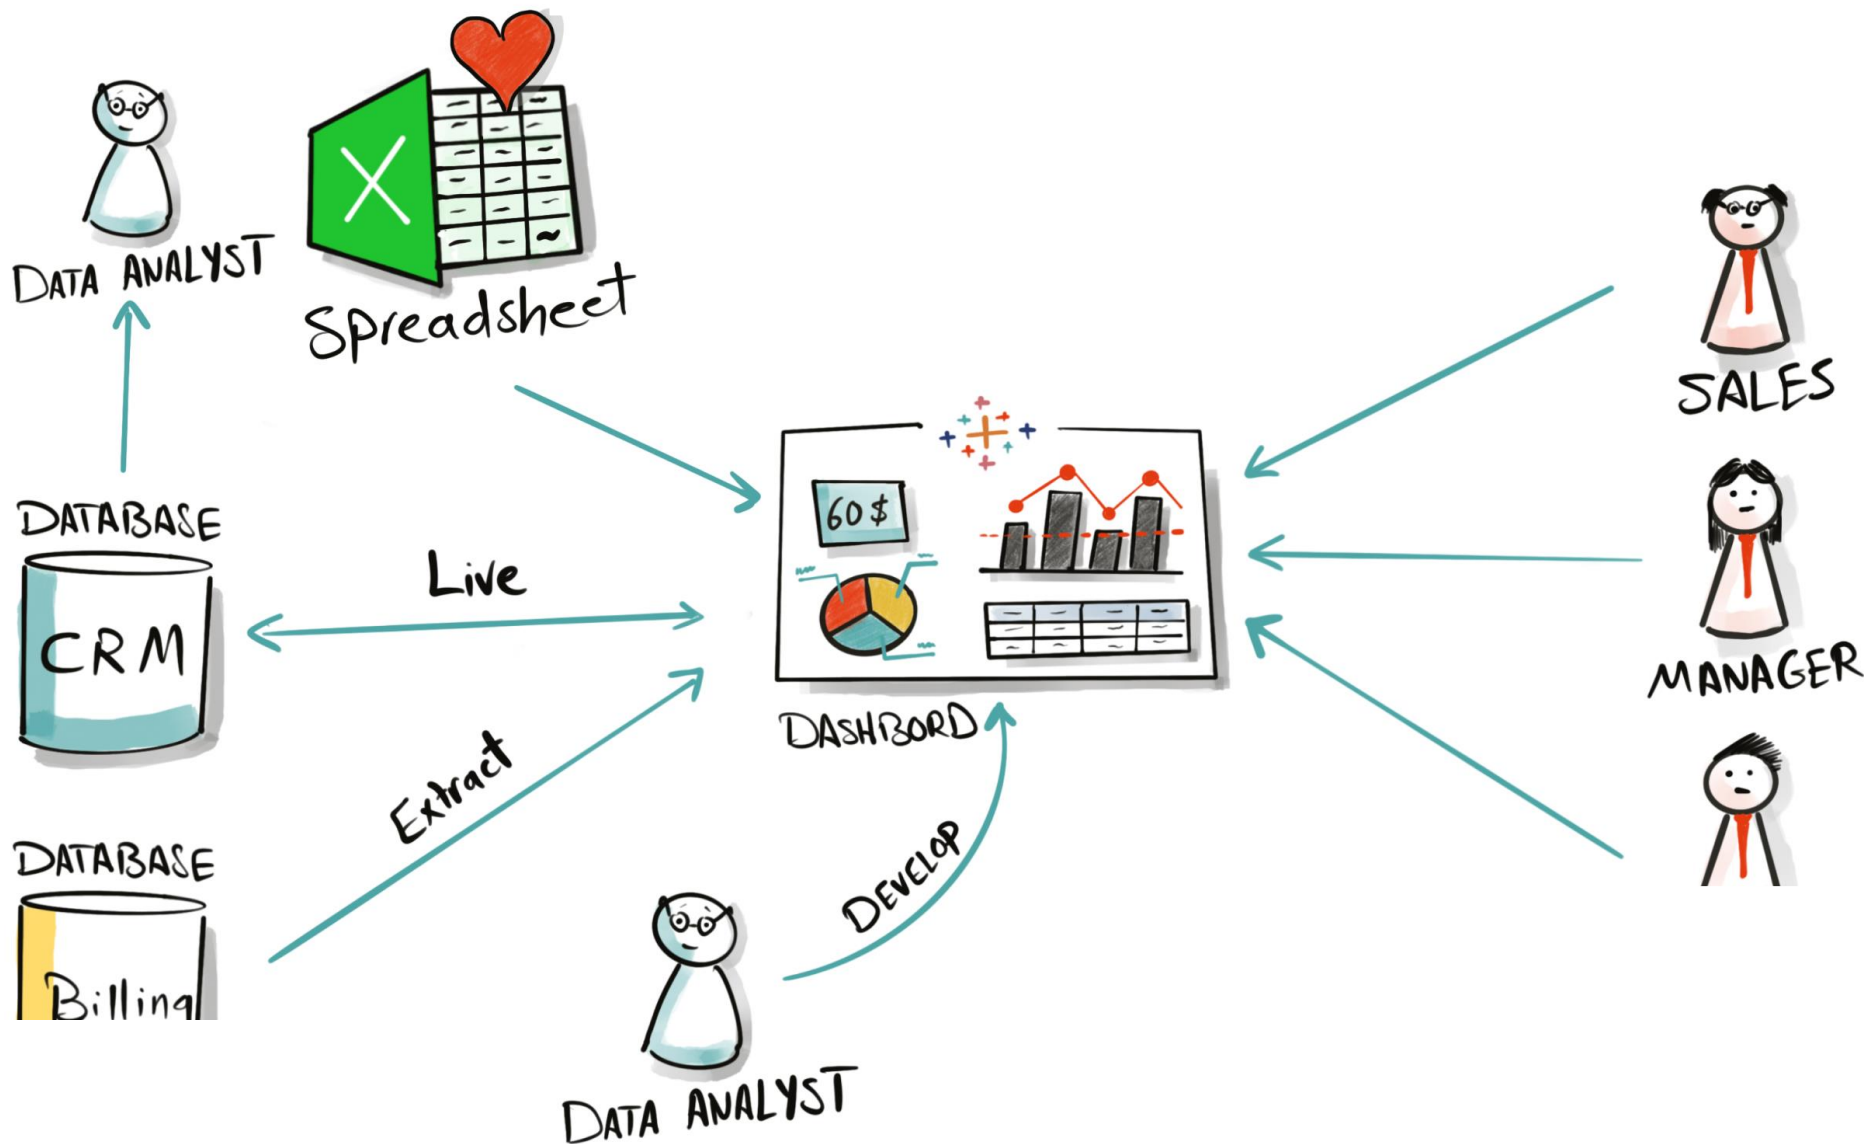 X
DATA ANALYST
Spreadsheet
SALES
60$
DATABASE
CRM
Live
MANAGER
DASHBORD
Extract
DATABASE
Billing
DEVELOP
DATA ANALYST